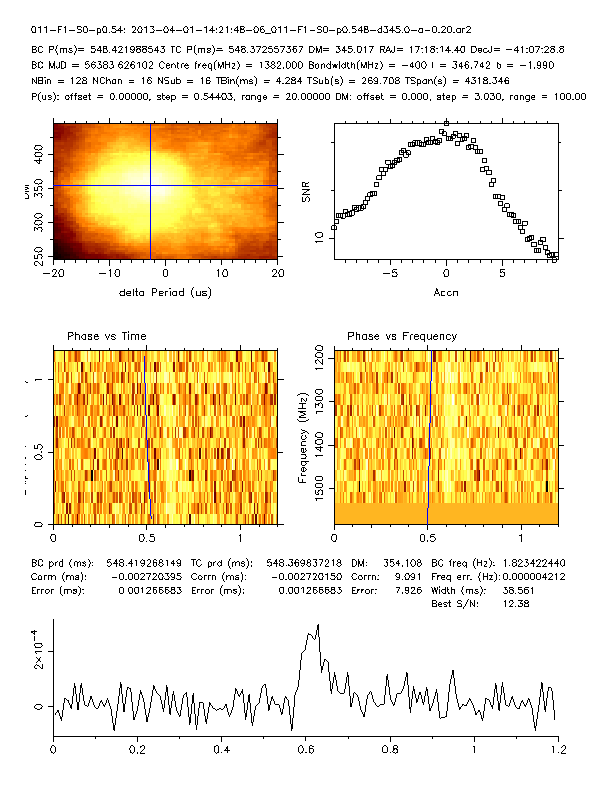 011-F1-S0-p0.54: 2013-04-01-14:21:48-06_011-F1-S0-p0.548-d345.0-a-0.20.ar2
BC P(ms)= 548.421988543 TC P(ms)= 548.372557367 DM= 345.017 RAJ= 17:18:14.40 DecJ= -41:07:28.8
BC MJD = 56383.626102 Centre freq(MHz) = 1382.000 Bandwidth(MHz) = -400 l = 346.742 b = -1.990
NBin = 128 NChan = 16 NSub = 16 TBin(ms) = 4.284 TSub(s) = 269.708 TSpan(s) = 4318.346
P(us): offset = 0.00000, step = 0.54403, range = 20.00000 DM: offset = 0.000, step = 3.030, range = 100.00
400
350
300
250
-20 -10 0 10 20
delta Period (us)
SNR
10
-5 0 5
Accn
Phase vs Time
1
0.5
0
0 0.5 1
Phase vs Frequency
Frequency (MHz)
1200
1300
1400
1500
0 0.5 1
BC prd (ms): 548.419268149 TC prd (ms): 548.369837218 DM: 354.108 BC freq (Hz): 1.823422440
Corrn (ms): -0.002720395 Corrn (ms): -0.002720150 Corrn: 9.091 Freq err. (Hz): 0.000004212
Error (ms): 0.001266683 Error (ms): 0.001266683 Error: 7.926 Width (ms): 38.561
Best S/N: 12.38
2×10⁻⁴
0
0 0.2 0.4 0.6 0.8 1 1.2